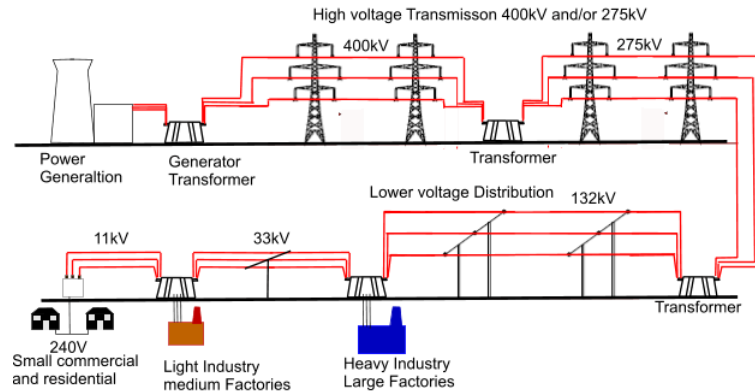 High voltage Transmisson 400kV and/or 275kV
400kV
275kV
Power
Generaltion
Generator
Transformer
Transformer
Lower voltage Distribution
132kV
11kV
33kV
Transformer
240V
Small commercial
and residential
Light Industry
medium Factories
Heavy Industry
Large Factories